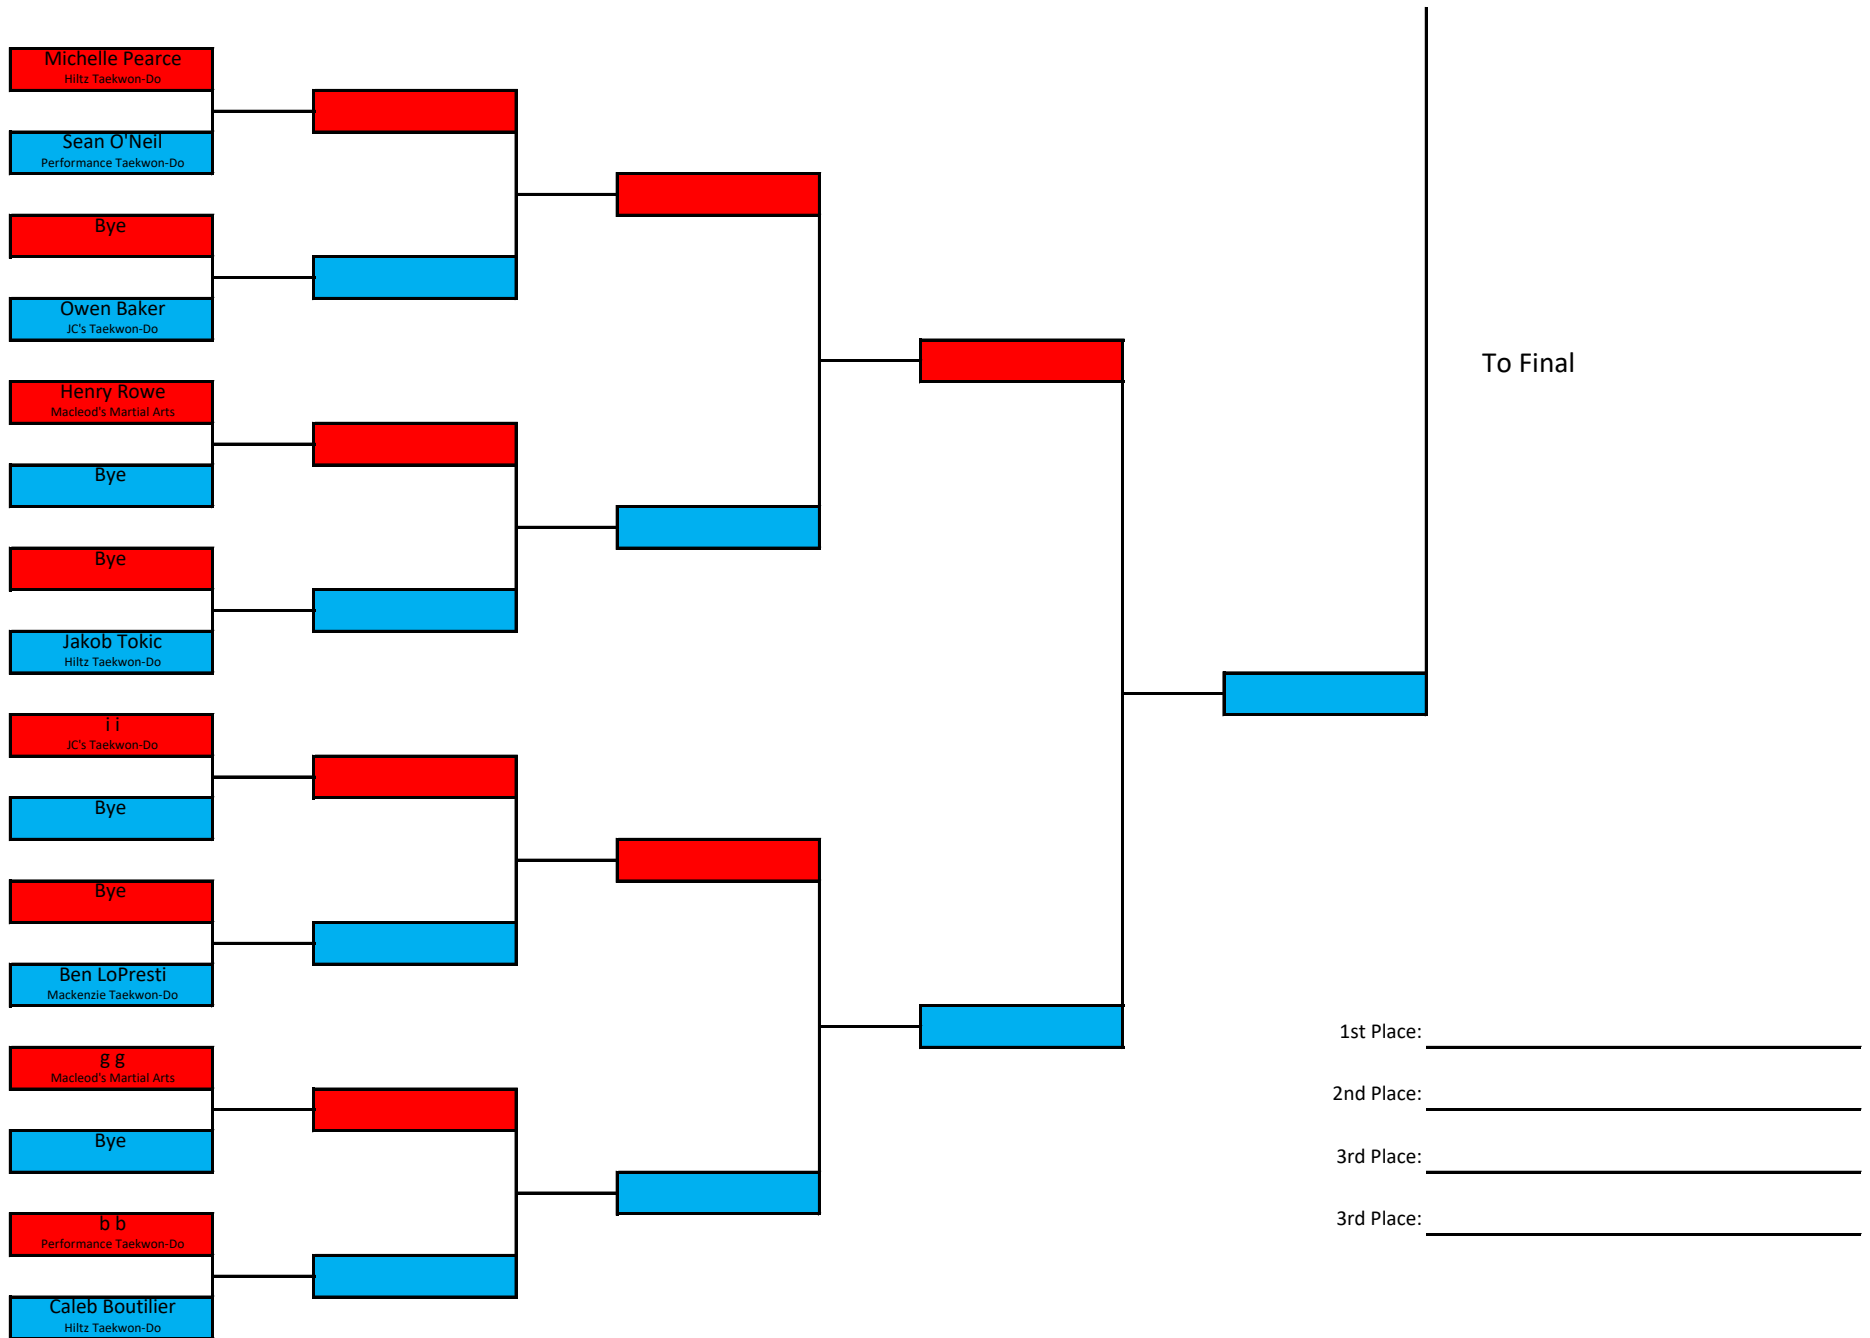 Michelle Pearce
Hiltz Taekwon-Do
Sean O'Neil
Performance Taekwon-Do
Bye
Owen Baker
JC's Taekwon-Do
To Final
Henry Rowe
Macleod's Martial Arts
Bye
Bye
Jakob Tokic
Hiltz Taekwon-Do
i i
JC's Taekwon-Do
Bye
Bye
Ben LoPresti
Mackenzie Taekwon-Do
g g
Macleod's Martial Arts
Bye
b b
Performance Taekwon-Do
Caleb Boutilier
Hiltz Taekwon-Do
1st Place:
2nd Place:
3rd Place:
3rd Place: